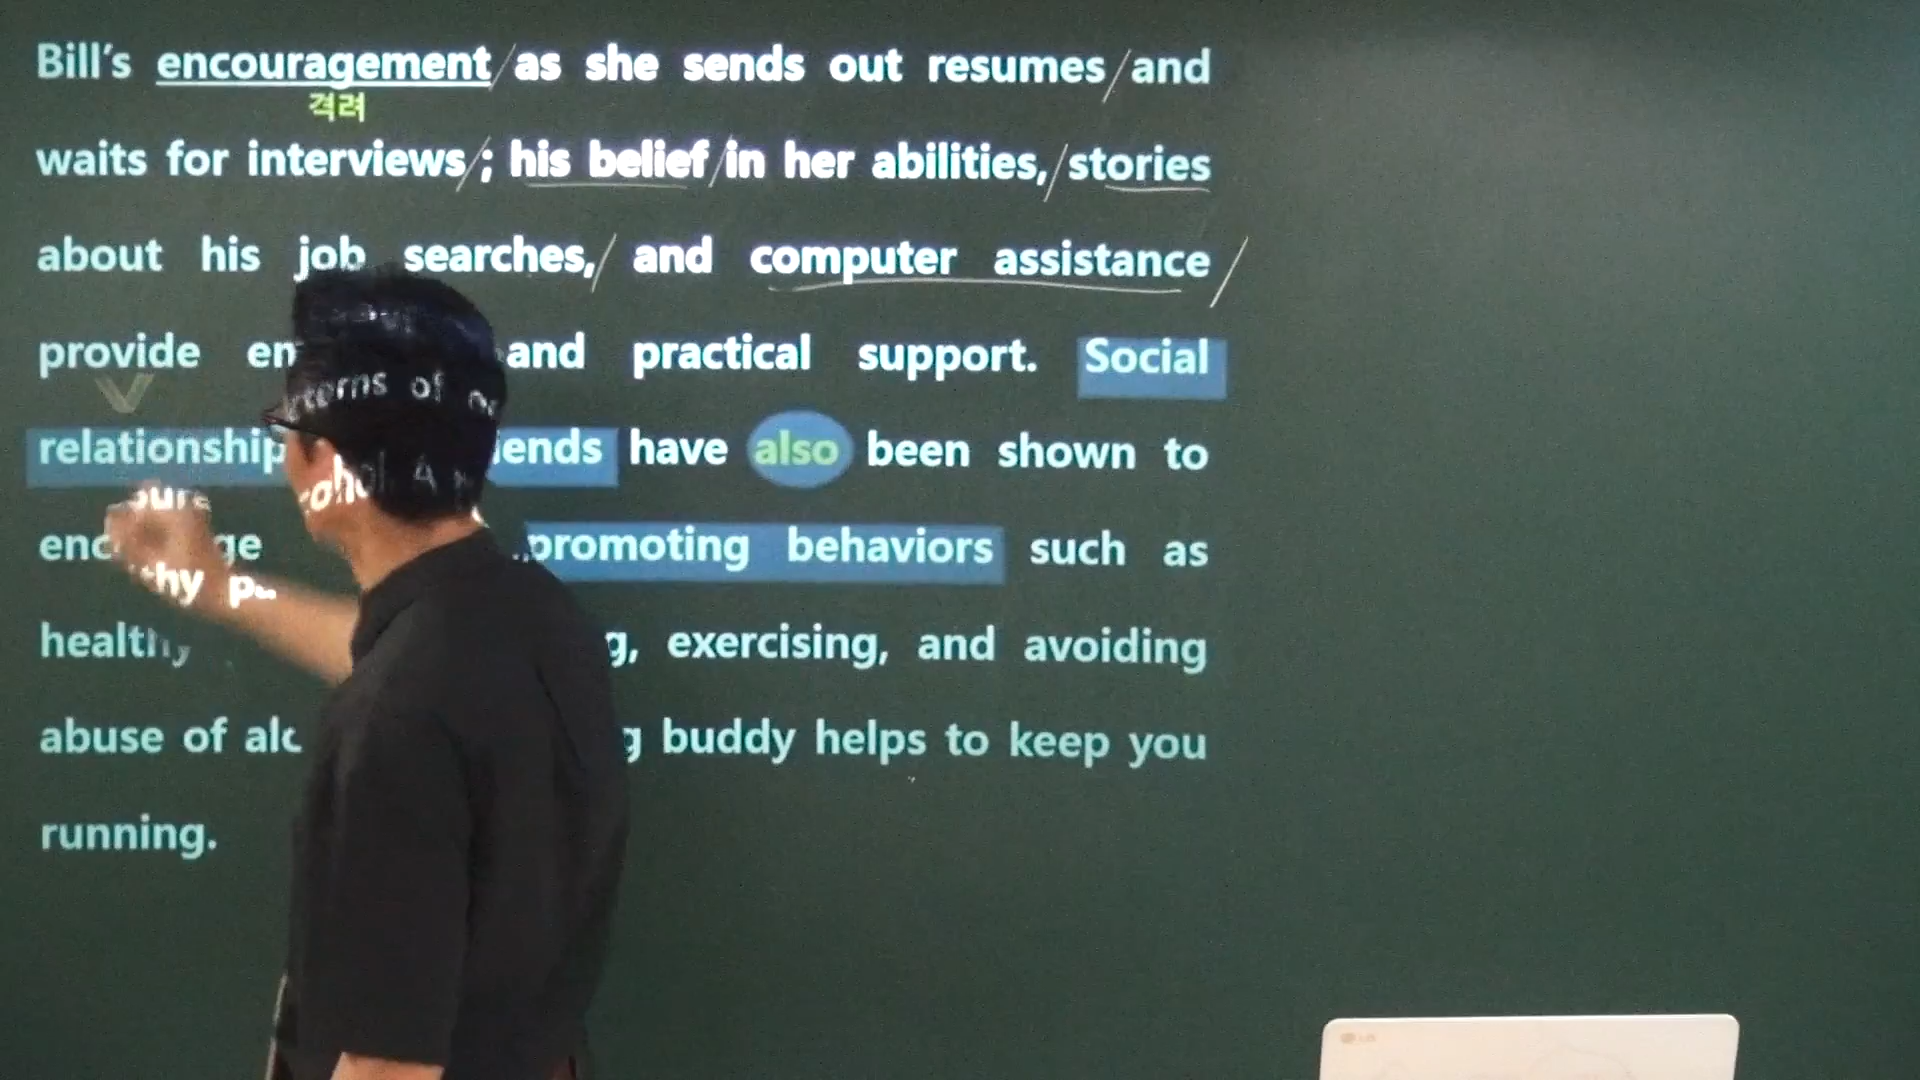 Bill's encouragement as she sends out resumes and
격려
waits for interviews; his belief in her abilities, stories
about his job searches, and computer assistance
provide and practical support. Social
relationship have also been shown to
promoting behaviors such as
healthy exercising, and avoiding
abuse of buddy helps to keep you
running.